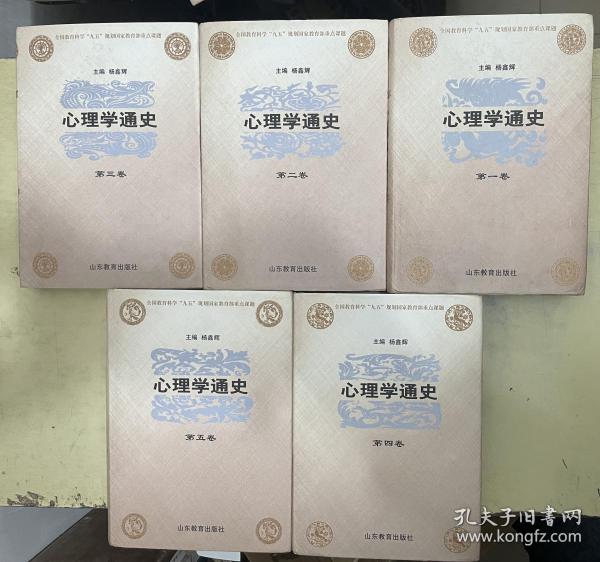 全国教育科学“九五”规划国家教育部重点课题
主编 杨鑫辉
心理学通史
第三卷
山东教育出版社
全国教育科学“九五”规划国家教育部重点课题
主编 杨鑫辉
心理学通史
第二卷
山东教育出版社
全国教育科学“九五”规划国家教育部重点课题
主编 杨鑫辉
心理学通史
第一卷
山东教育出版社
全国教育科学“九五”规划国家教育部重点课题
主编 杨鑫辉
心理学通史
第五卷
山东教育出版社
全国教育科学“九五”规划国家教育部重点课题
主编 杨鑫辉
心理学通史
第四卷
山东教育出版社
孔夫子旧书网
www.kongfz.com